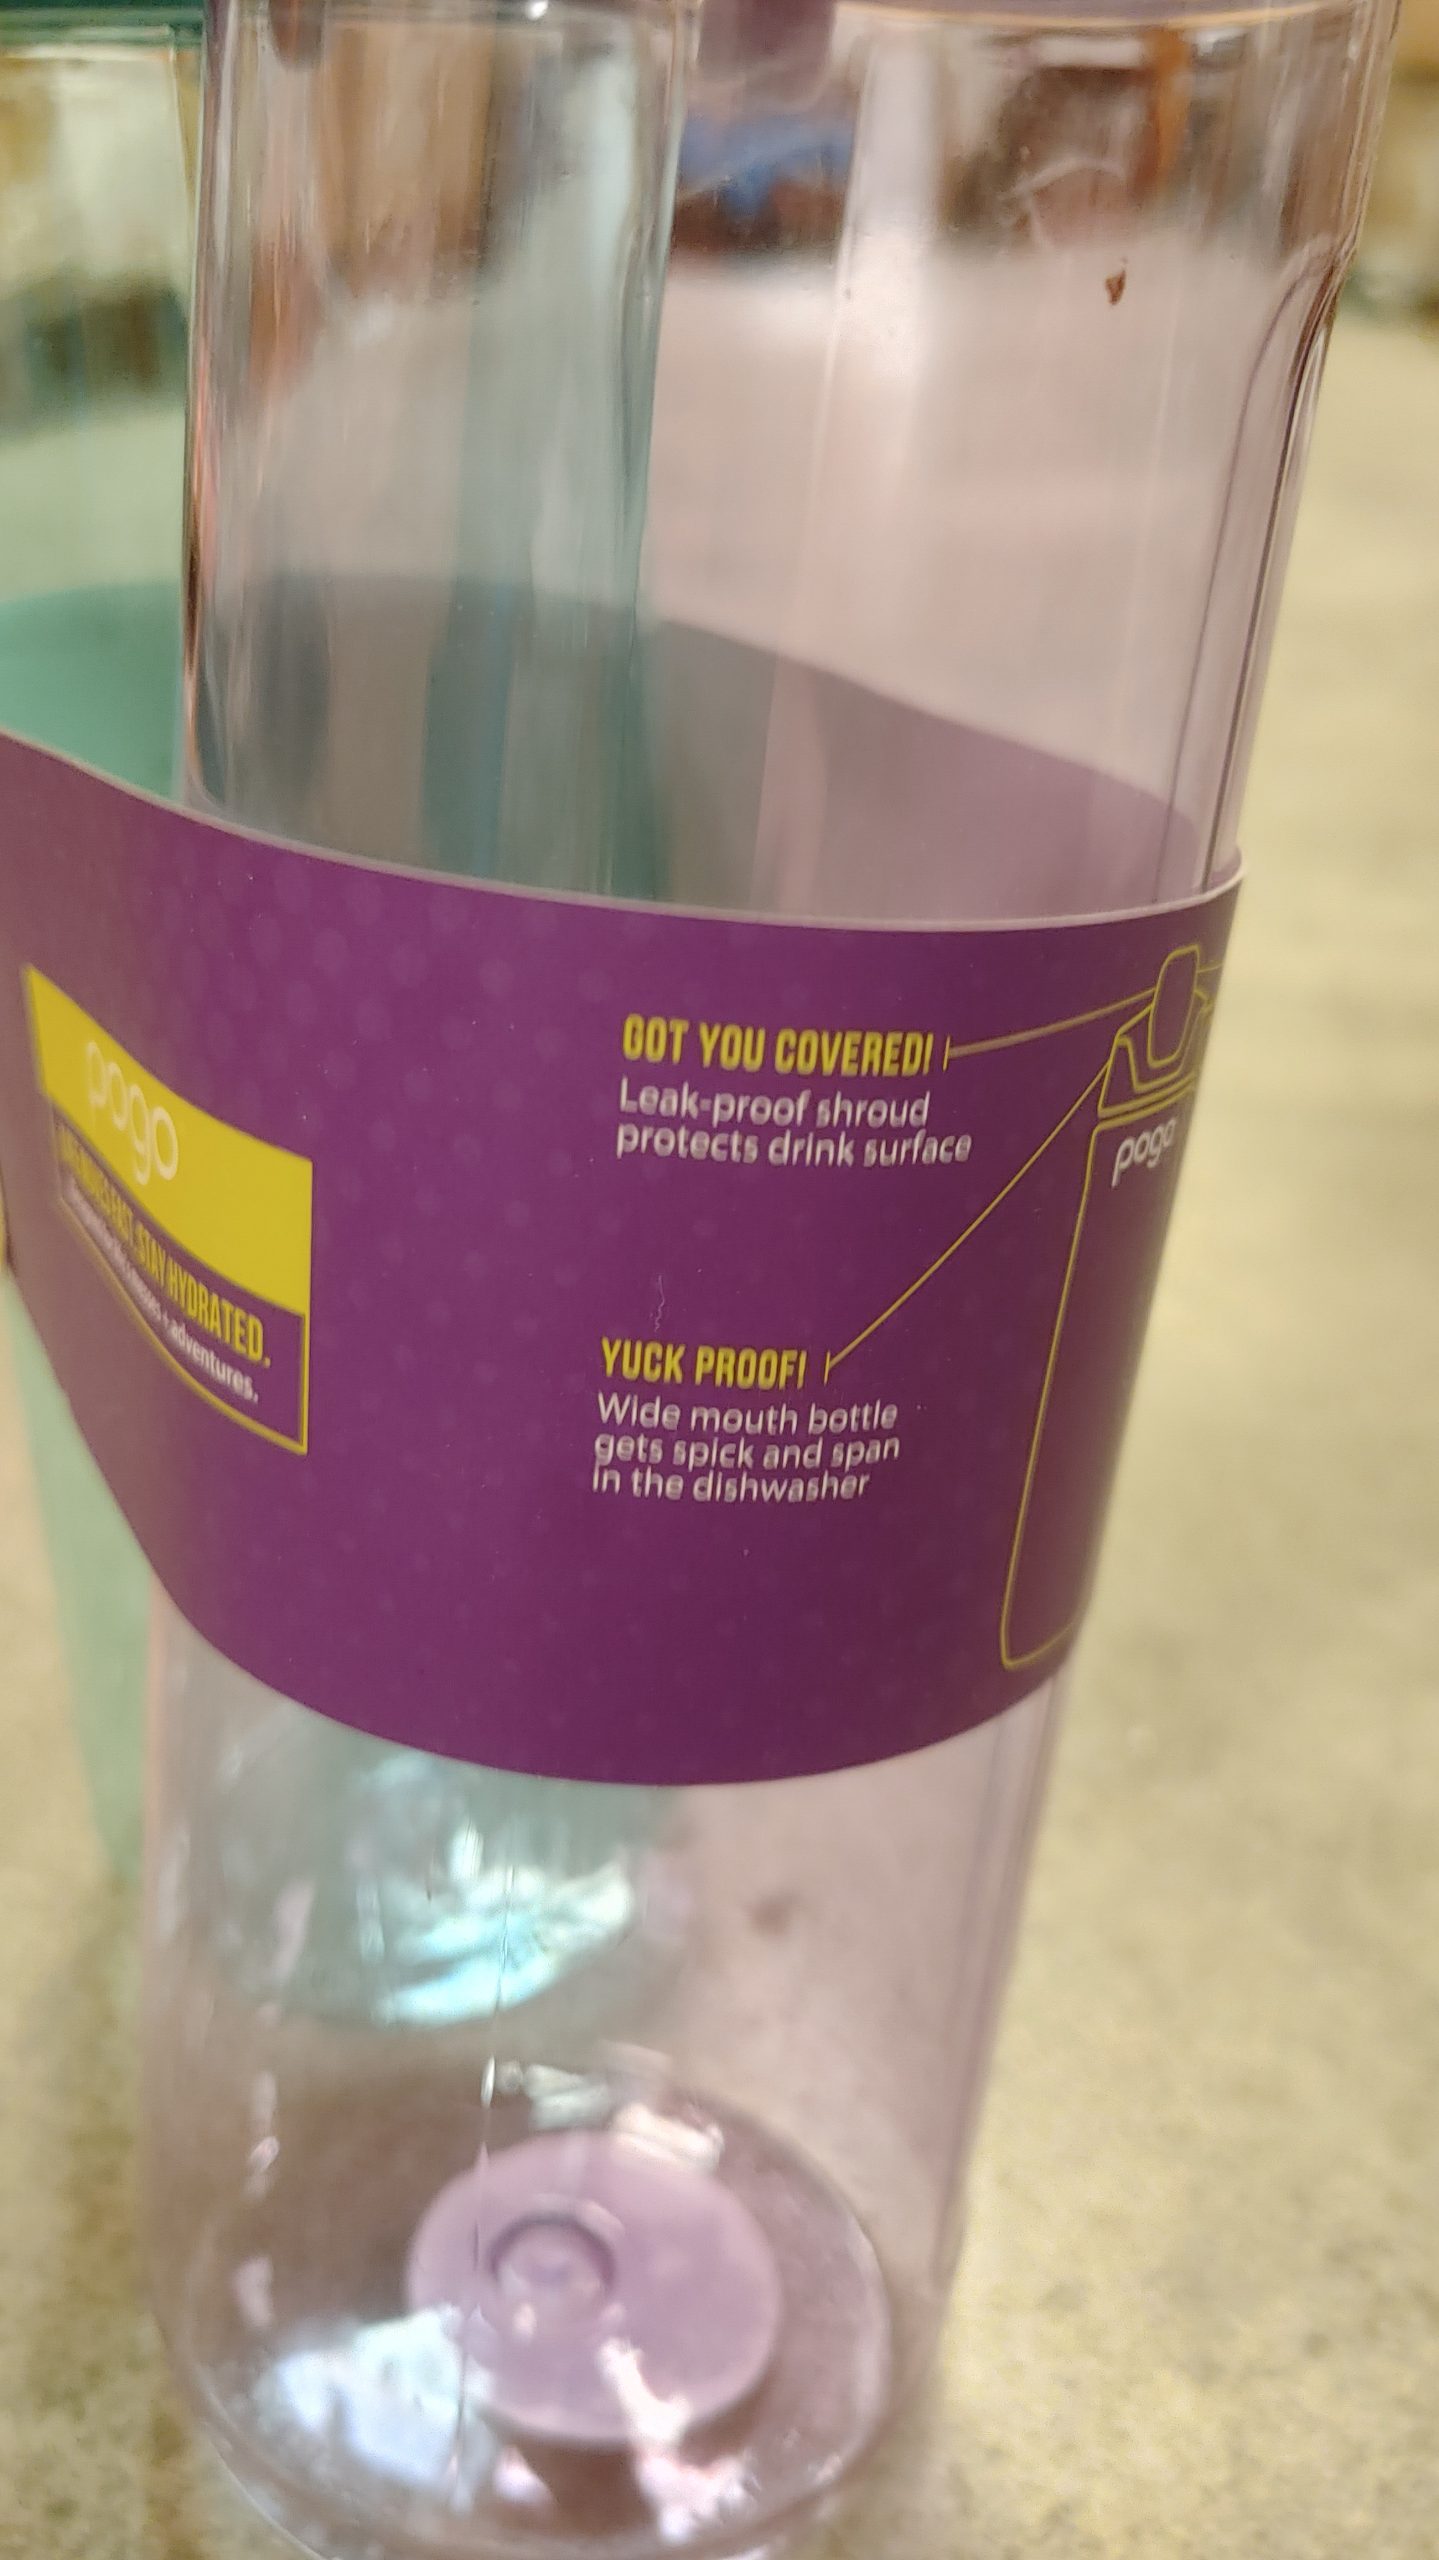 pogo
STAY HYDRATED.
adventures.
GOT YOU COVERED!
Leak-proof shroud
protects drink surface
pogo
YUCK PROOF!
Wide mouth bottle
gets spick and span
in the dishwasher